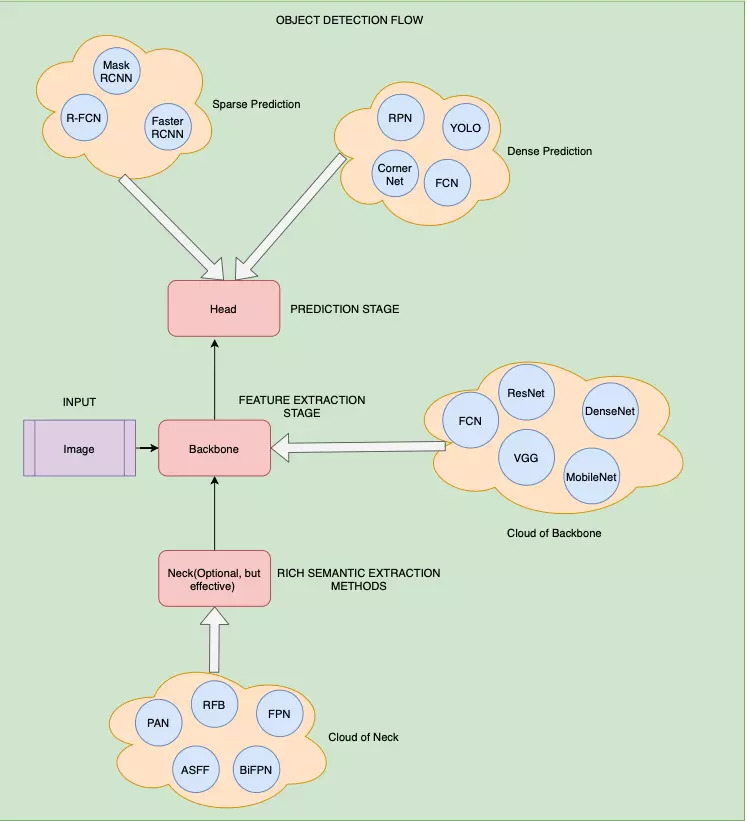 OBJECT DETECTION FLOW
Mask
RCNN
R-FCN
Faster
RCNN
Sparse Prediction
RPN
YOLO
Corner
Net
FCN
Dense Prediction
Head
PREDICTION STAGE
INPUT
FEATURE EXTRACTION
STAGE
Image
Backbone
FCN
ResNet
DenseNet
VGG
MobileNet
Cloud of Backbone
Neck(Optional, but
effective)
RICH SEMANTIC EXTRACTION
METHODS
PAN
RFB
FPN
ASFF
BiFPN
Cloud of Neck